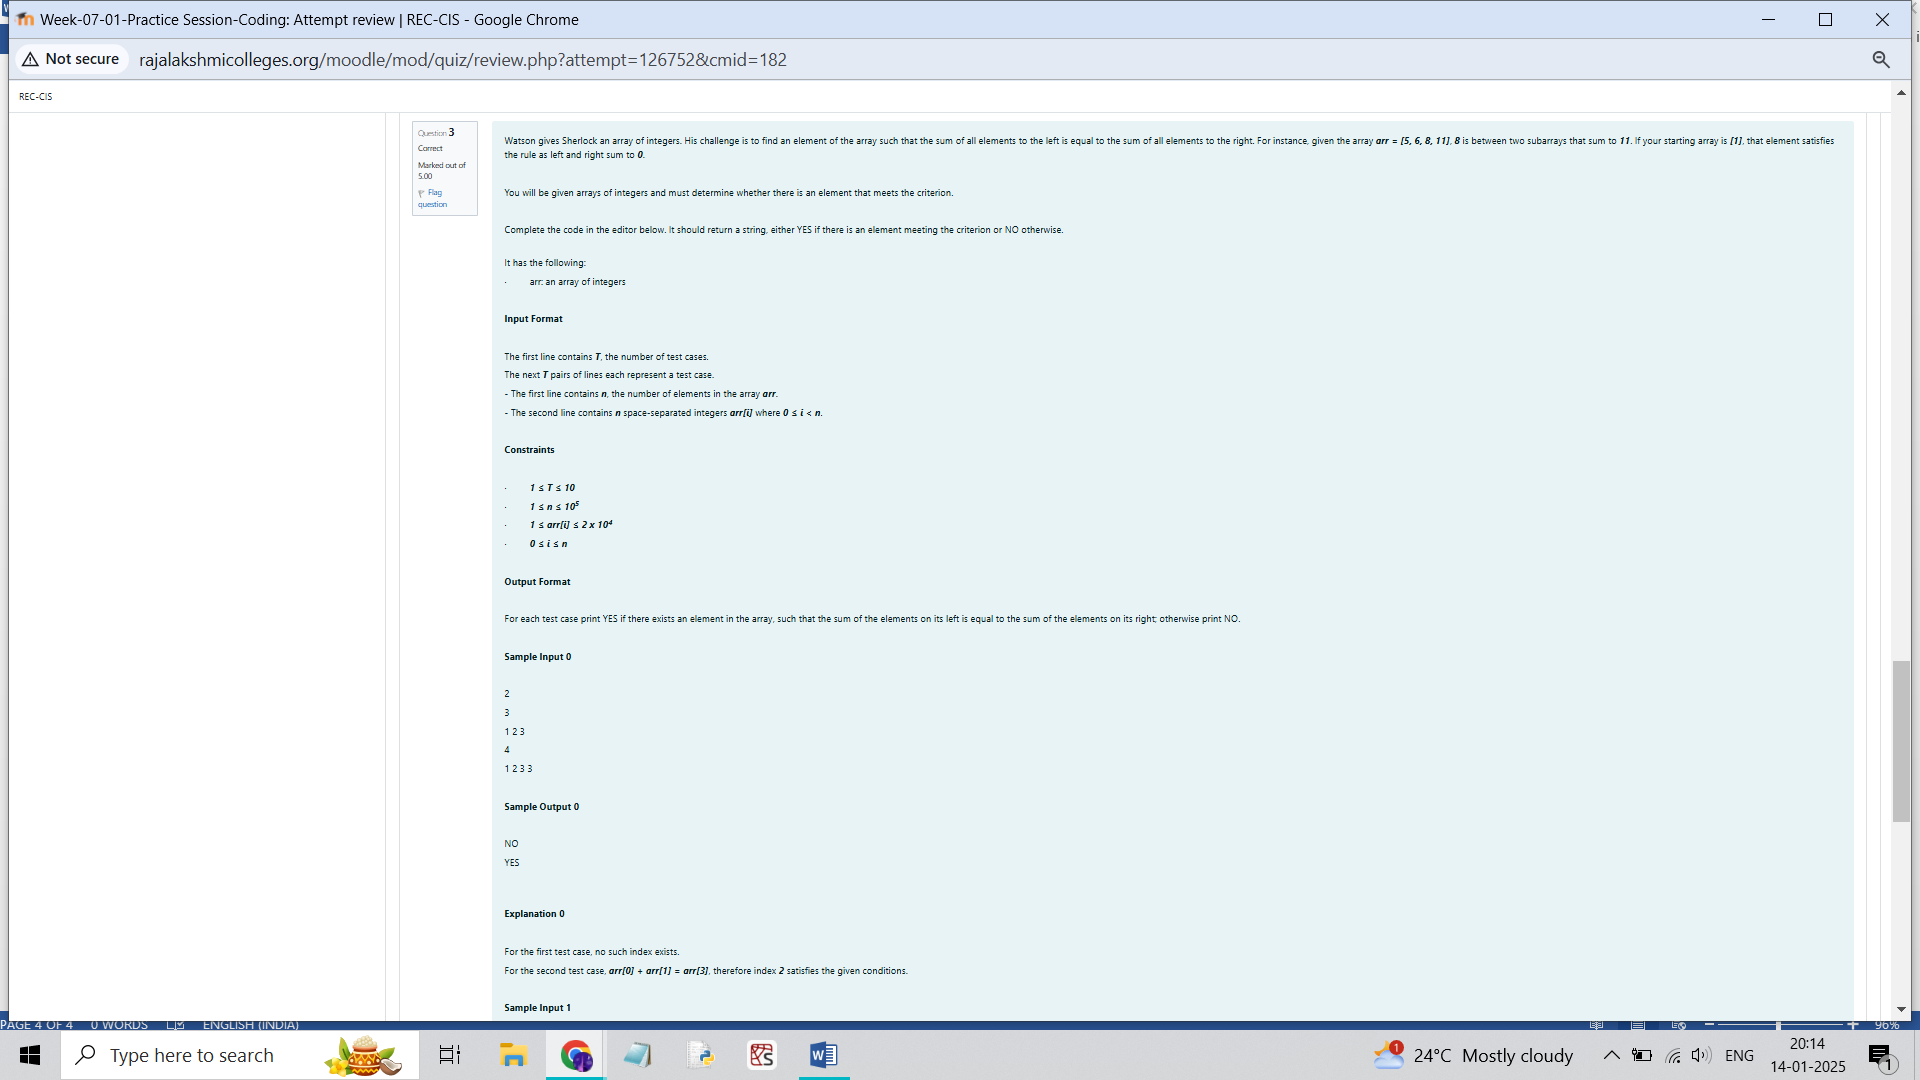 Week-07-01-Practice Session-Coding: Attempt review | REC-CIS - Google Chrome
Not secure
rajalakshmicolleges.org/moodle/mod/quiz/review.php?attempt=126752&cmid=182
REC-CIS
Question 3
Correct
Marked out of
5.00
Flag
question
Watson gives Sherlock an array of integers. His challenge is to find an element of the array such that the sum of all elements to the left is equal to the sum of all elements to the right. For instance, given the array arr = [5, 6, 8, 11], 8 is between two subarrays that sum to 11. If your starting array is [1], that element satisfies
the rule as left and right sum to 0.
You will be given arrays of integers and must determine whether there is an element that meets the criterion.
Complete the code in the editor below. It should return a string, either YES if there is an element meeting the criterion or NO otherwise.
It has the following:
· arr: an array of integers
Input Format
The first line contains T, the number of test cases.
The next T pairs of lines each represent a test case.
- The first line contains n, the number of elements in the array arr.
- The second line contains n space-separated integers arr[i] where 0 ≤ i < n.
Constraints
· 1 ≤ T ≤ 10
· 1 ≤ n ≤ 10⁵
· 1 ≤ arr[i] ≤ 2 x 10⁴
· 0 ≤ i ≤ n
Output Format
For each test case print YES if there exists an element in the array, such that the sum of the elements on its left is equal to the sum of the elements on its right; otherwise print NO.
Sample Input 0
2
3
1 2 3
4
1 2 3 3
Sample Output 0
NO
YES
Explanation 0
For the first test case, no such index exists.
For the second test case, arr[0] + arr[1] = arr[3], therefore index 2 satisfies the given conditions.
Sample Input 1
PAGE 4 OF 4 0 WORDS ENGLISH (INDIA) 96%
Type here to search
1
24°C Mostly cloudy
ENG
20:14
14-01-2025
1